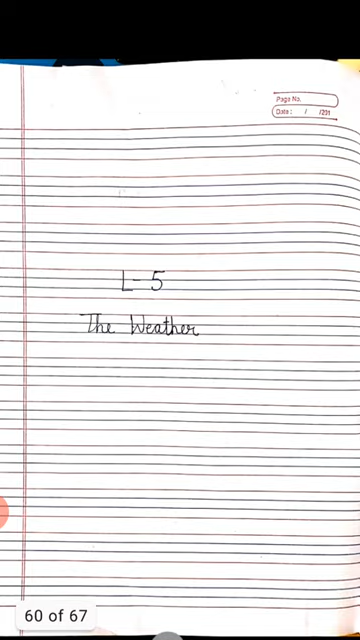 Page No.
Date : / /201
L-5
The Weather
60 of 67